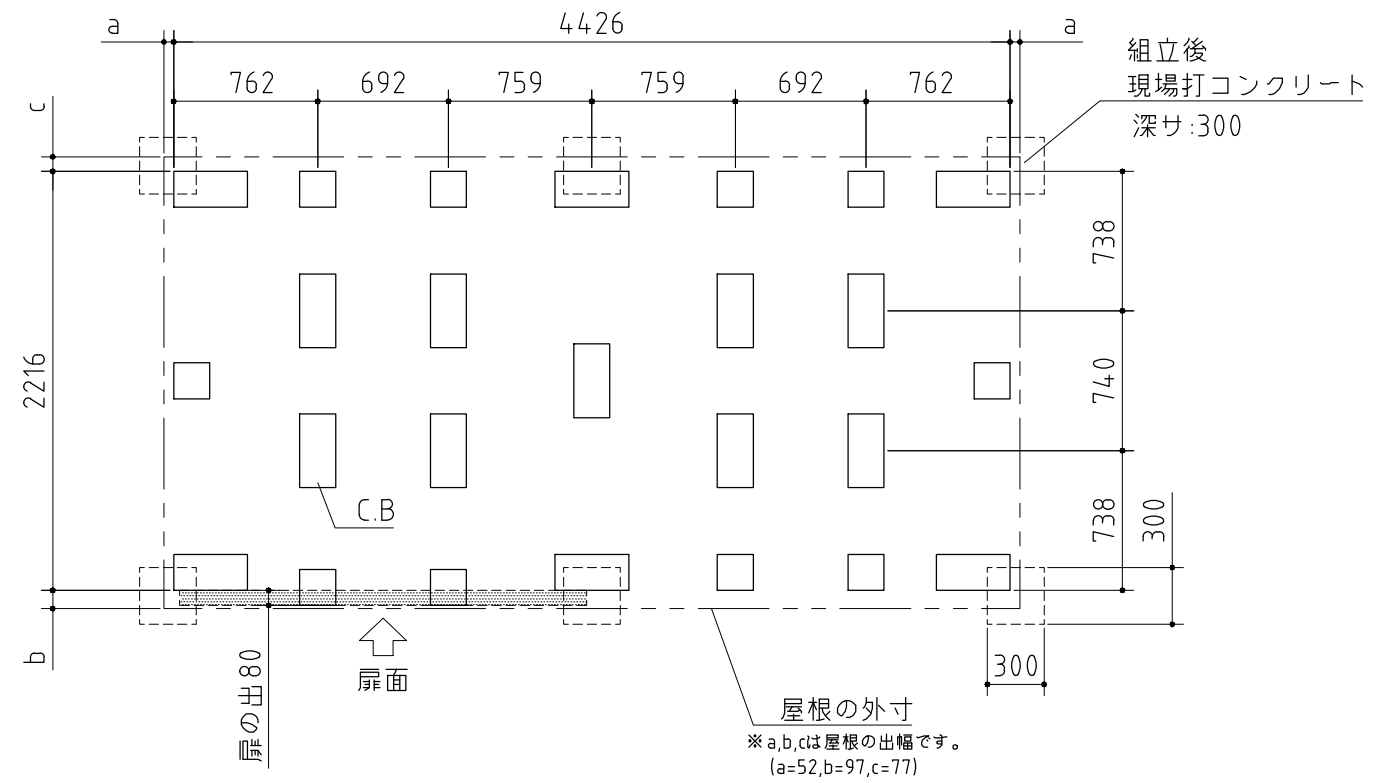 a
4426
a
組立後
現場打コンクリート
深サ:300
762
692
759
759
692
762
c
738
2216
740
C.B
738
300
b
扉の出80
扉面
300
屋根の外寸
※a,b,cは屋根の出幅です。
(a=52,b=97,c=77)